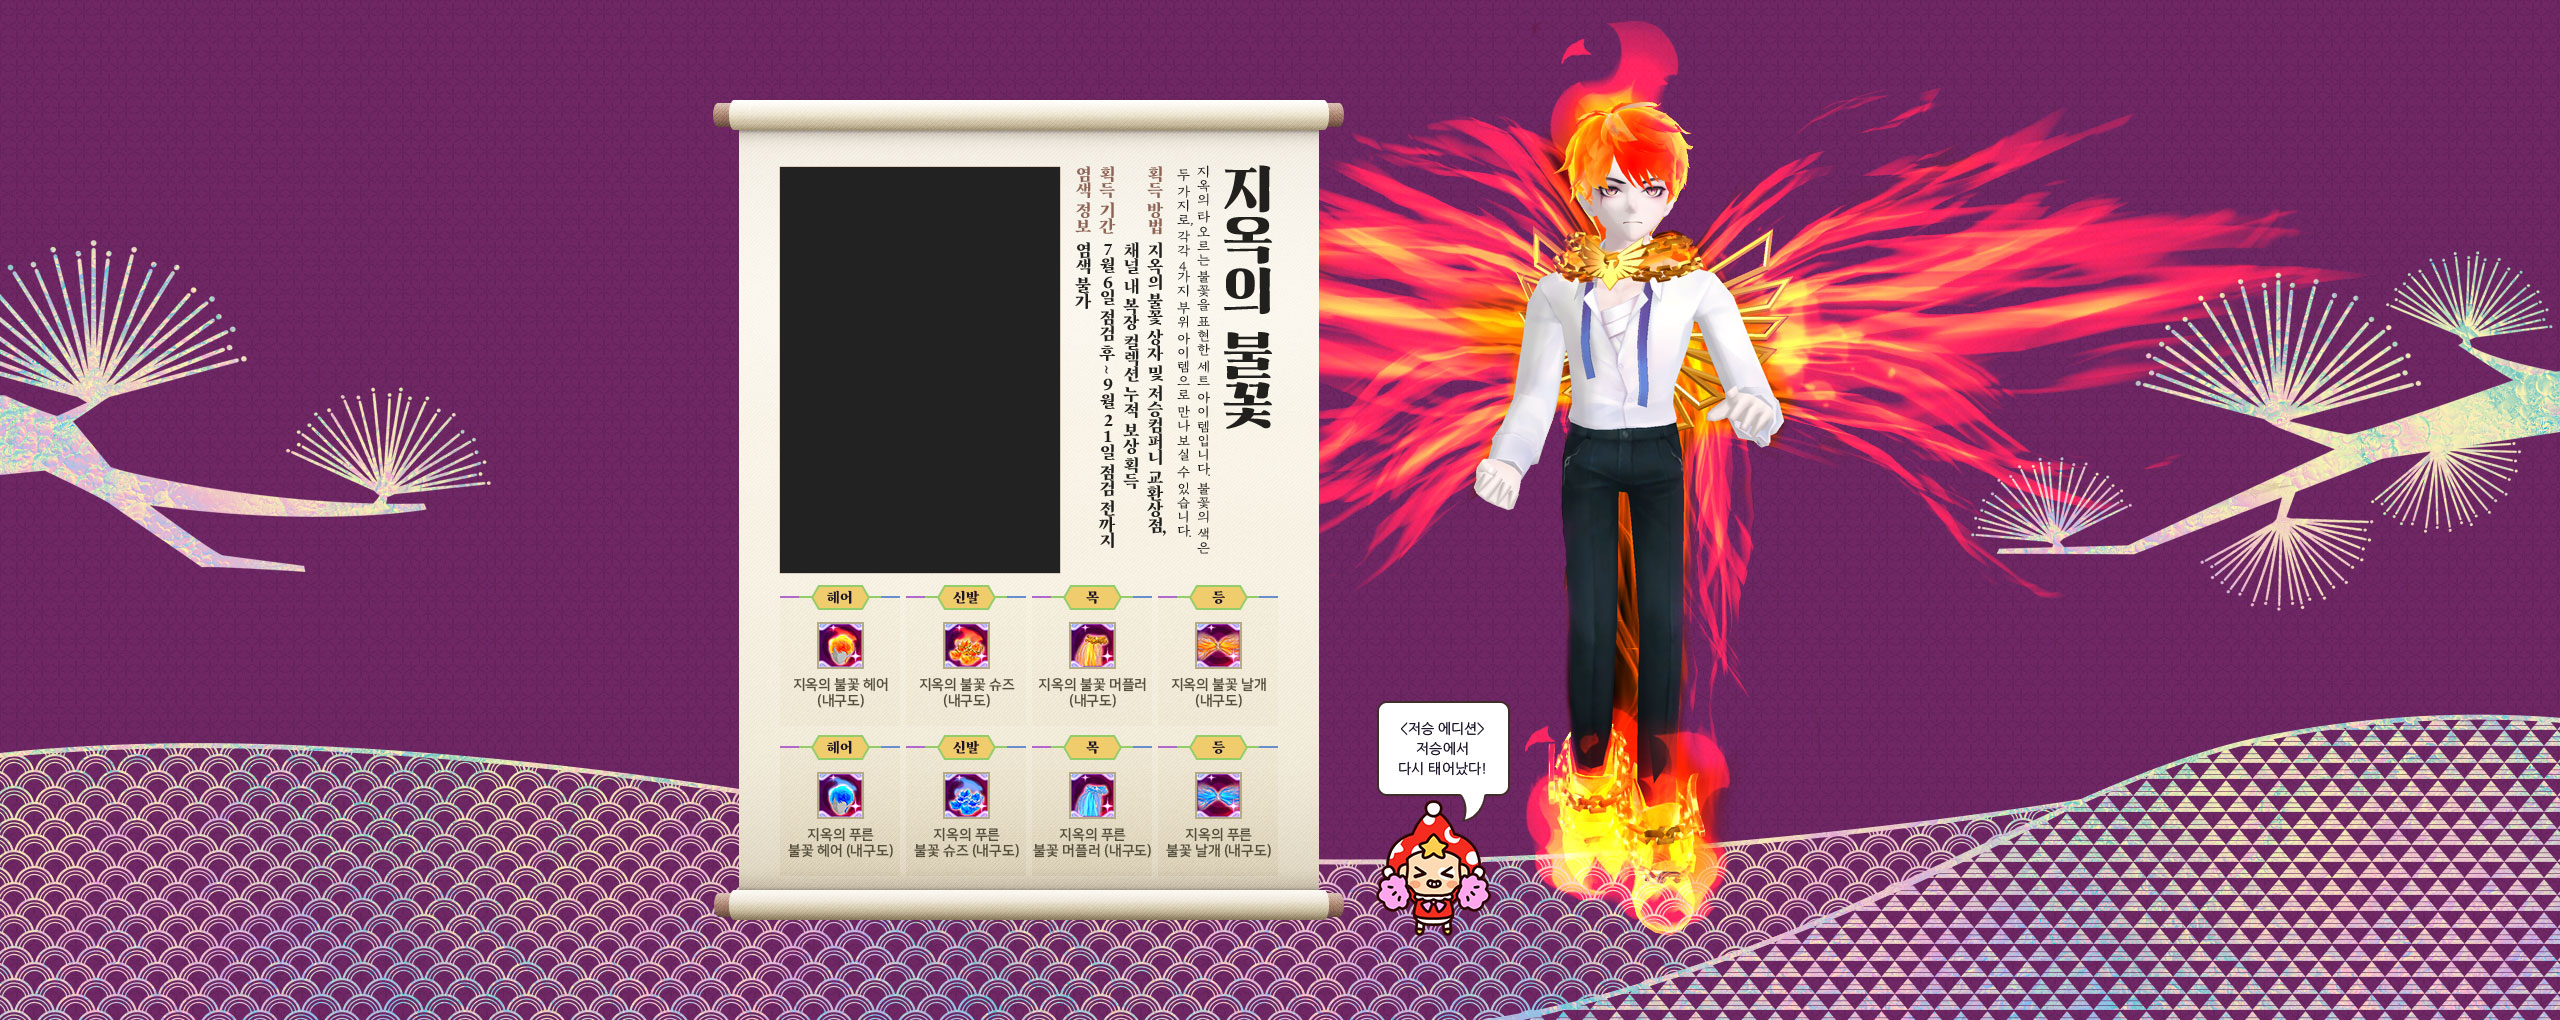 지옥의 불꽃
지옥의 타오르는 불꽃을 표현한 세트 아이템입니다. 불꽃의 색은
두 가지로, 각각 4가지 부위 아이템으로 만나보실 수 있습니다.
획득 방법 지옥의 불꽃 상자 및 저승컴퍼니 교환상점,
채널 내 복장 컬렉션 누적 보상 획득
획득 기간 7월 6일 점검 후 ~ 9월 21일 점검 전까지
염색 정보 염색 불가
헤어 신발 목 등
지옥의 불꽃 헤어 지옥의 불꽃 슈즈 지옥의 불꽃 머플러 지옥의 불꽃 날개
(내구도) (내구도) (내구도) (내구도)
헤어 신발 목 등
지옥의 푸른 지옥의 푸른 지옥의 푸른 지옥의 푸른
불꽃 헤어 (내구도) 불꽃 슈즈 (내구도) 불꽃 머플러 (내구도) 불꽃 날개 (내구도)
<저승 에디션>
저승에서
다시 태어났다!